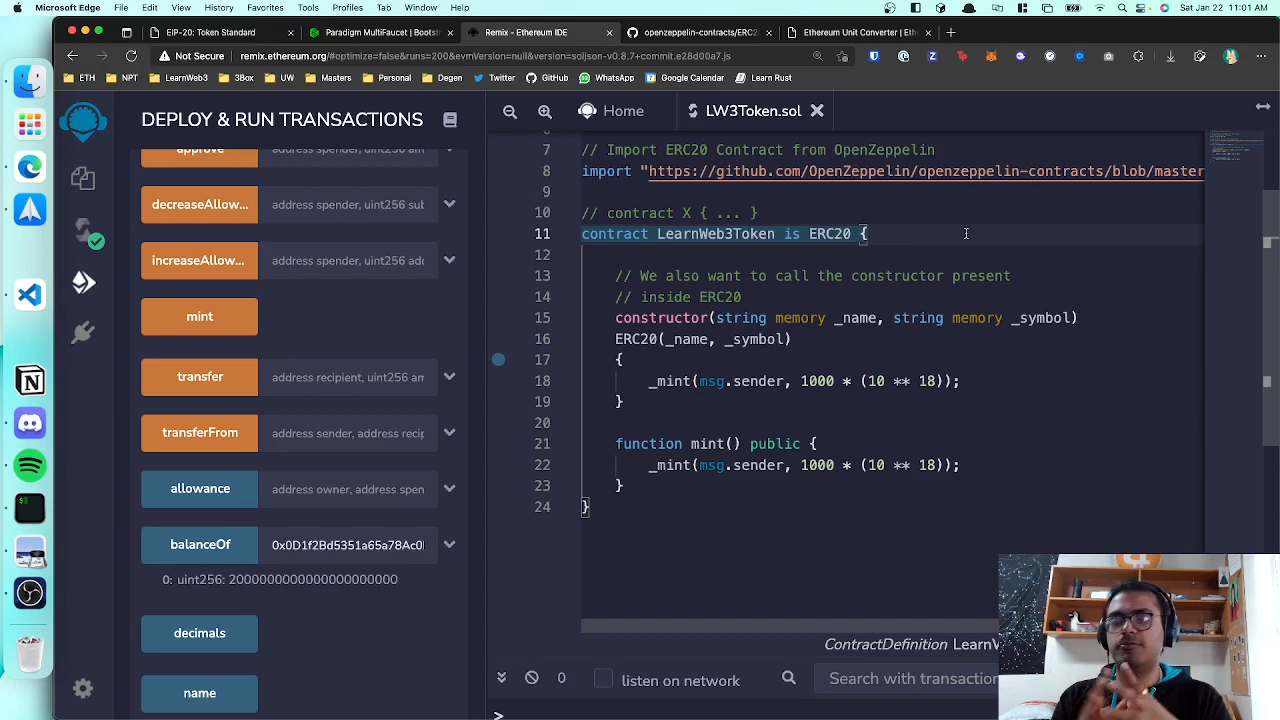 Microsoft Edge File Edit View History Favorites Tools Profiles Tab Window Help Sat Jan 22 11:01 AM
EIP-20: Token Standard
Paradigm MultiFaucet | Bootstr
Remix - Ethereum IDE
openzeppelin-contracts/ERC2
Ethereum Unit Converter | Ethe
Not Secure remix.ethereum.org/#optimize=false&runs=200&evmVersion=null&version=soljson-v0.8.7+commit.e28d00a7.js
ETH NPT LearnWeb3 3Box UW Masters Personal Degen Twitter GitHub WhatsApp Google Calendar Learn Rust
DEPLOY & RUN TRANSACTIONS
approve address spender, uint256 am
decreaseAllow... address spender, uint256 sub
increaseAllow... address spender, uint256 add
mint
transfer address recipient, uint256 am
transferFrom address sender, address recip
allowance address owner, address spen
balanceOf 0x0D1f2Bd5351a65a78Ac0
0: uint256: 2000000000000000000000
decimals
name
Home
LW3Token.sol
7 // Import ERC20 Contract from OpenZeppelin
8 import "https://github.com/OpenZeppelin/openzeppelin-contracts/blob/master
9
10 // contract X { ... }
11 contract LearnWeb3Token is ERC20 {
12
13 // We also want to call the constructor present
14 // inside ERC20
15 constructor(string memory _name, string memory _symbol)
16 ERC20(_name, _symbol)
17 {
18 _mint(msg.sender, 1000 * (10 ** 18));
19 }
20
21 function mint() public {
22 _mint(msg.sender, 1000 * (10 ** 18));
23 }
24 }
ContractDefinition LearnW
0 listen on network Search with transaction
>